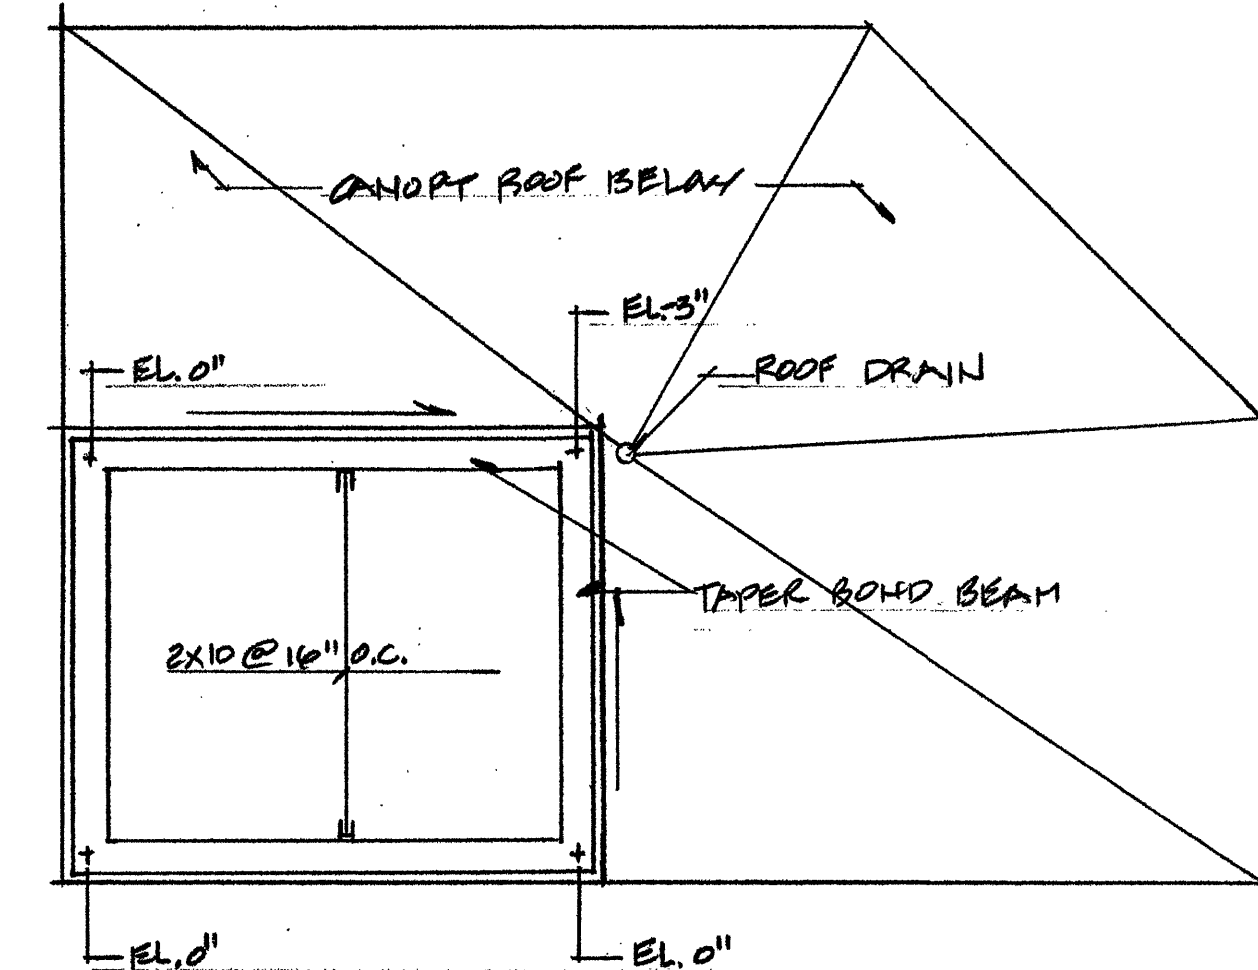 CANOPY ROOF BELOW
EL.-3"
EL. 0"
ROOF DRAIN
TAPER BOND BEAM
2X10 @ 16" O.C.
EL. 0"
EL. 0"